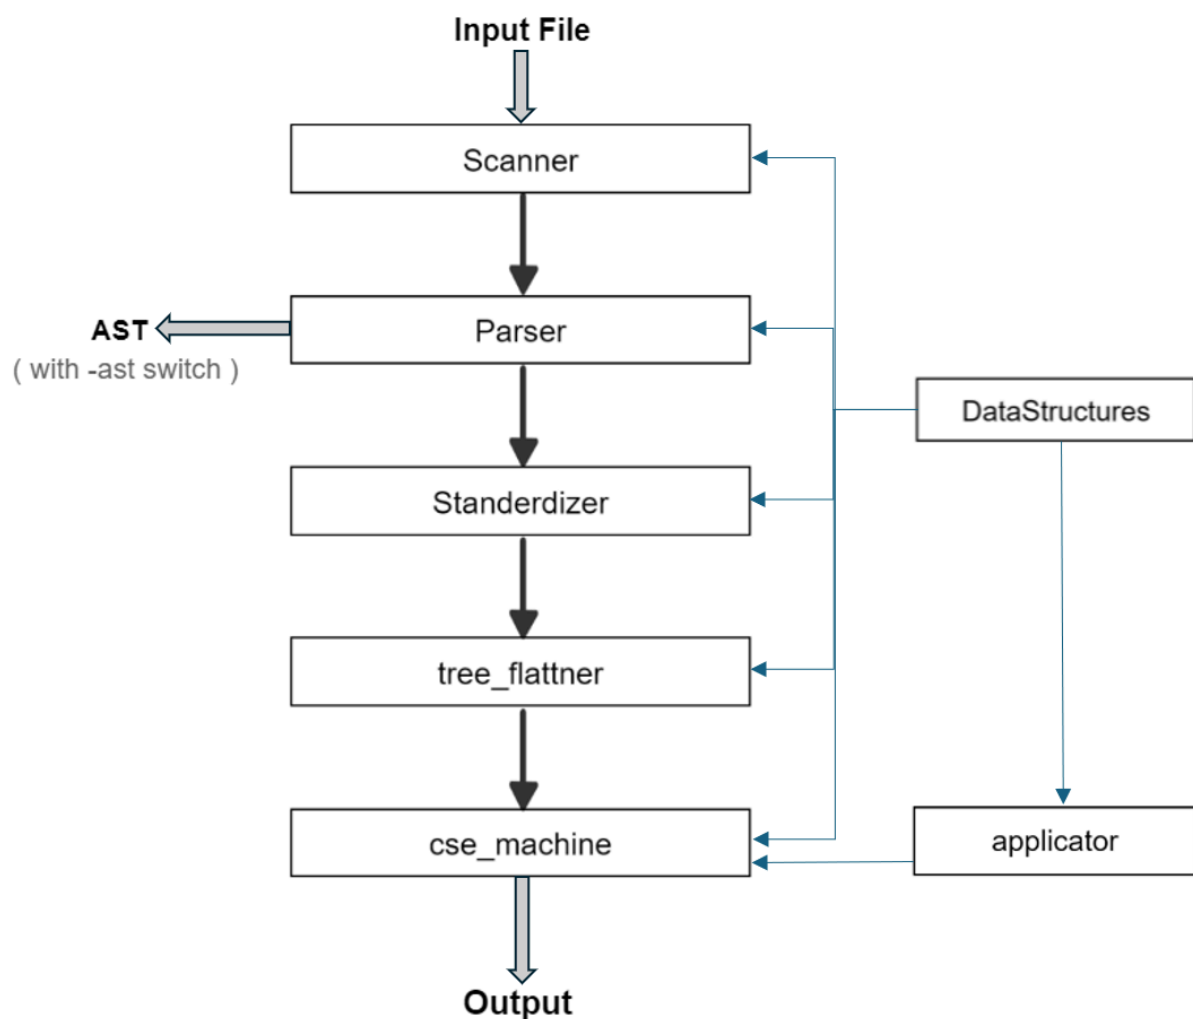 Input File
Scanner
Parser
AST
( with -ast switch )
DataStructures
Standerdizer
tree_flattner
cse_machine
applicator
Output